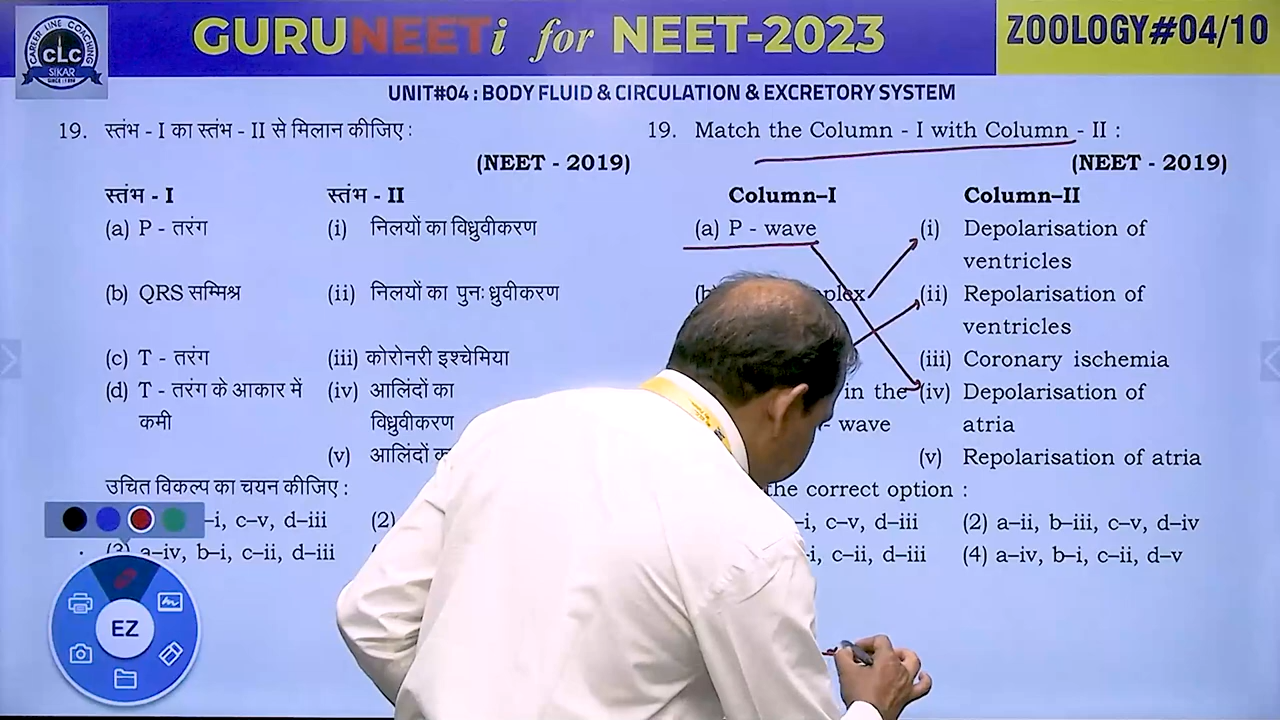 CAREER LINE COACHING
CLC
SIKAR
SINCE : 1996
GURUNEETi for NEET-2023
ZOOLOGY#04/10
UNIT#04 : BODY FLUID & CIRCULATION & EXCRETORY SYSTEM
19. स्तंभ - I का स्तंभ - II से मिलान कीजिए :
(NEET - 2019)
स्तंभ - I स्तंभ - II
(a) P - तरंग (i) निलयों का विध्रुवीकरण
(b) QRS सम्मिश्र (ii) निलयों का पुनः ध्रुवीकरण
(c) T - तरंग (iii) कोरोनरी इश्चेमिया
(d) T - तरंग के आकार में (iv) आलिंदों का
कमी विध्रुवीकरण
(v) आलिंदों
उचित विकल्प का चयन कीजिए :
–i, c–v, d–iii (2)
(3) a–iv, b–i, c–ii, d–iii
19. Match the Column - I with Column - II :
(NEET - 2019)
Column–I Column–II
(a) P - wave (i) Depolarisation of
ventricles
(ii) Repolarisation of
ventricles
(iii) Coronary ischemia
in the (iv) Depolarisation of
- wave atria
(v) Repolarisation of atria
the correct option :
–i, c–v, d–iii (2) a–ii, b–iii, c–v, d–iv
–i, c–ii, d–iii (4) a–iv, b–i, c–ii, d–v
EZ